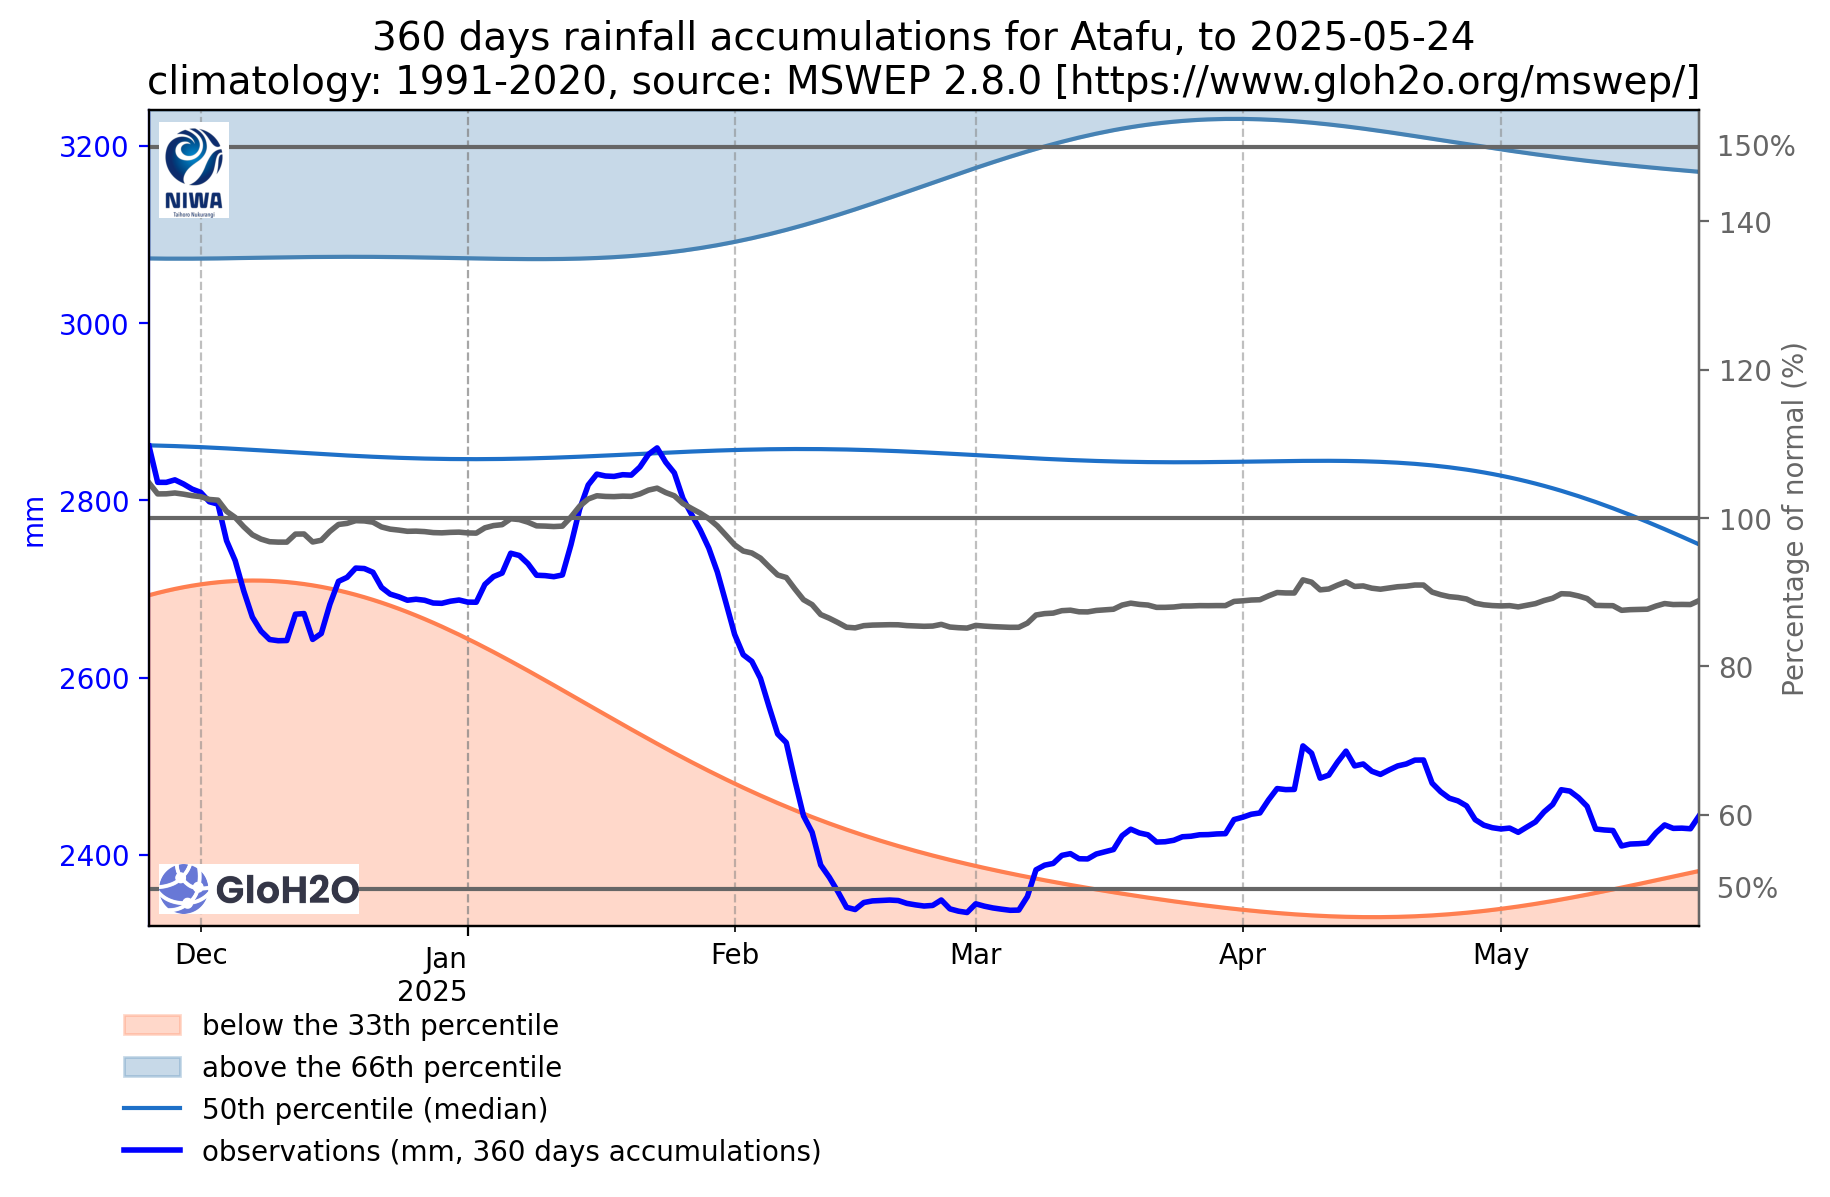 360 days rainfall accumulations for Atafu, to 2025-05-24
climatology: 1991-2020, source: MSWEP 2.8.0 [https://www.gloh2o.org/mswep/]
NIWA
Taihoro Nukurangi
3200
3000
2800
2600
2400
mm
150%
140
120
100
80
60
50%
Percentage of normal (%)
GloH2O
Dec
Jan
2025
Feb
Mar
Apr
May
below the 33th percentile
above the 66th percentile
50th percentile (median)
observations (mm, 360 days accumulations)